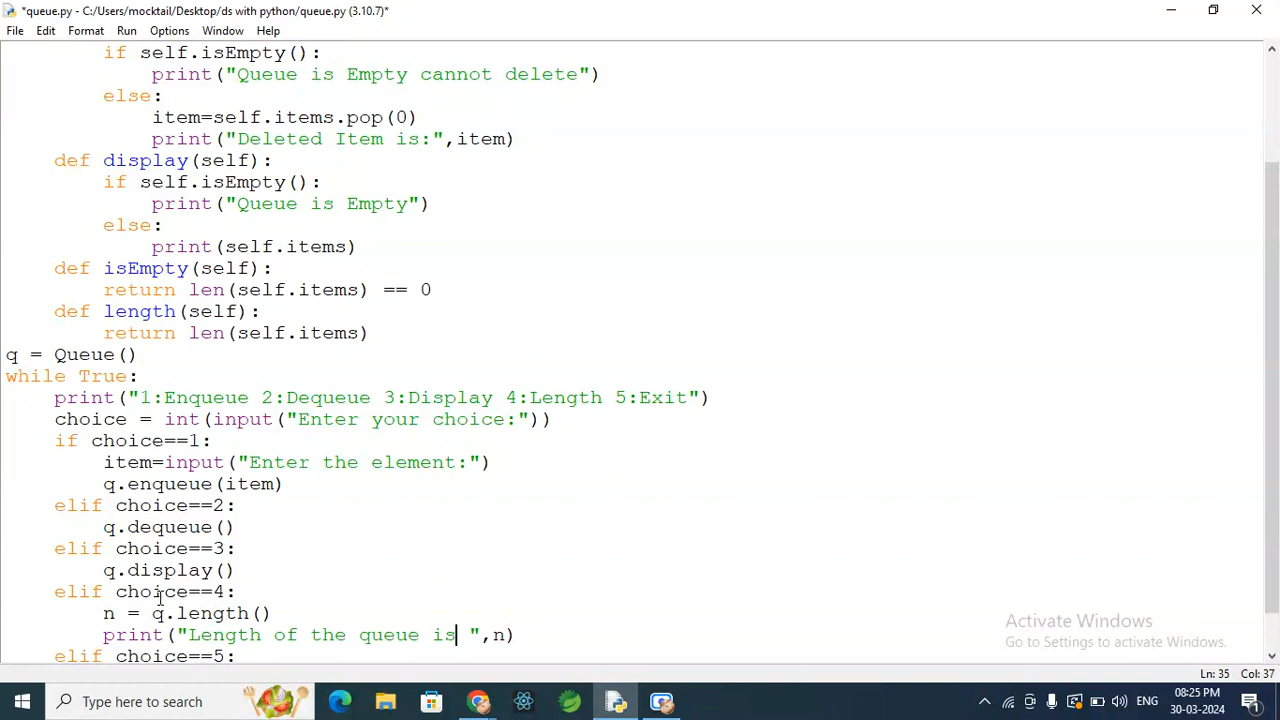 *queue.py - C:/Users/mocktail/Desktop/ds with python/queue.py (3.10.7)*
File Edit Format Run Options Window Help
        if self.isEmpty():
            print("Queue is Empty cannot delete")
        else:
            item=self.items.pop(0)
            print("Deleted Item is:",item)
    def display(self):
        if self.isEmpty():
            print("Queue is Empty")
        else:
            print(self.items)
    def isEmpty(self):
        return len(self.items) == 0
    def length(self):
        return len(self.items)
q = Queue()
while True:
    print("1:Enqueue 2:Dequeue 3:Display 4:Length 5:Exit")
    choice = int(input("Enter your choice:"))
    if choice==1:
        item=input("Enter the element:")
        q.enqueue(item)
    elif choice==2:
        q.dequeue()
    elif choice==3:
        q.display()
    elif choice==4:
        n = q.length()
        print("Length of the queue is ",n)
    elif choice==5:
Activate Windows
Go to Settings to activate Windows.
Ln: 35 Col: 37
Type here to search
ENG
08:25 PM
30-03-2024
1